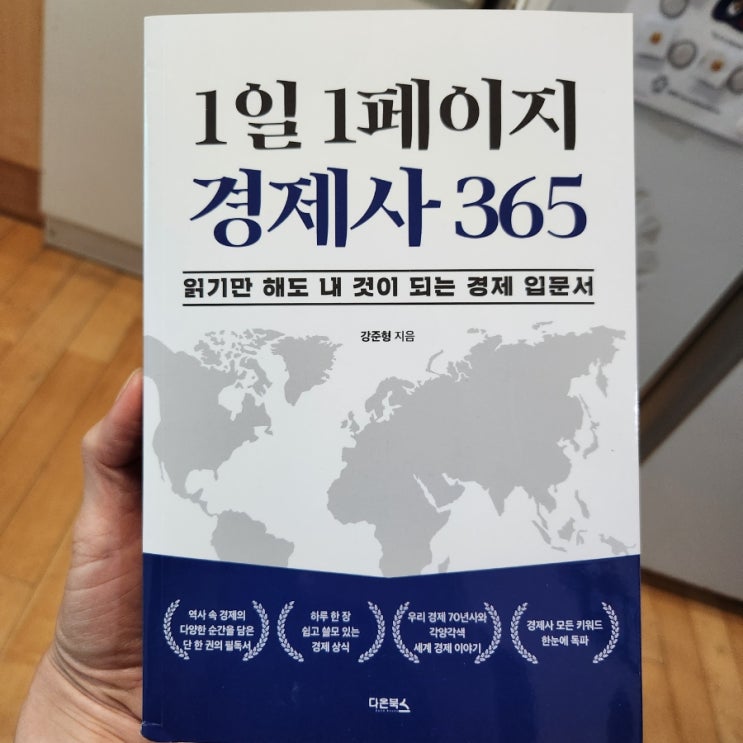 1일 1페이지
경제사 365
읽기만 해도 내 것이 되는 경제 입문서
강준형 지음
역사 속 경제의
다양한 순간을 담은
단 한 권의 필독서
하루 한 장
쉽고 쓸모 있는
경제 상식
우리 경제 70년사와
각양각색
세계 경제 이야기
경제사 모든 키워드
한눈에 독파
다온북스